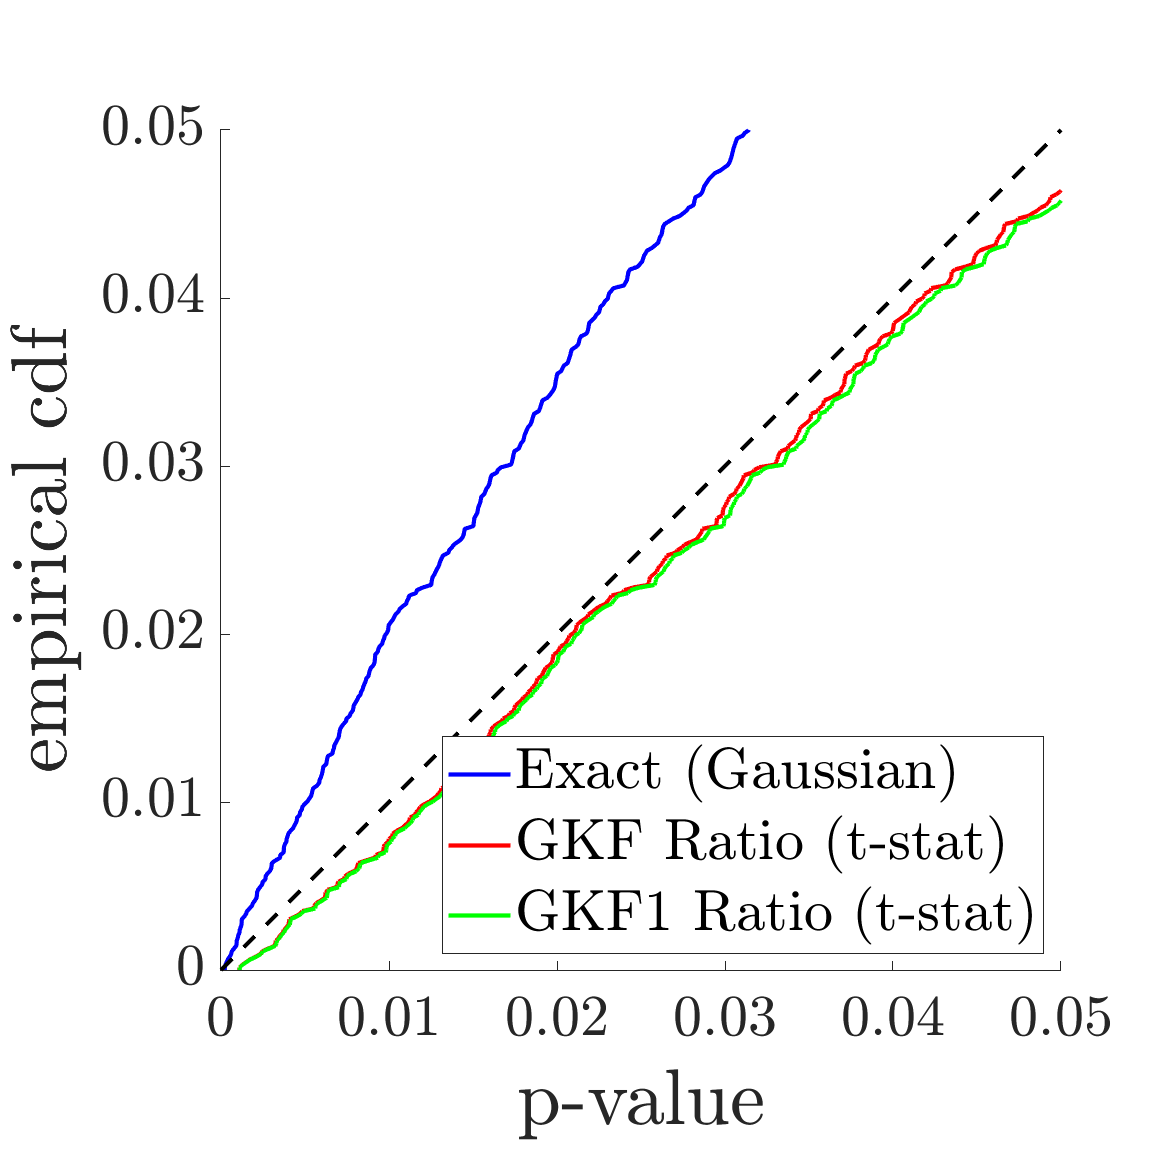 0.05
0.04
0.03
0.02
0.01
0
empirical cdf
Exact (Gaussian)
GKF Ratio (t-stat)
GKF1 Ratio (t-stat)
0 0.01 0.02 0.03 0.04 0.05
p-value